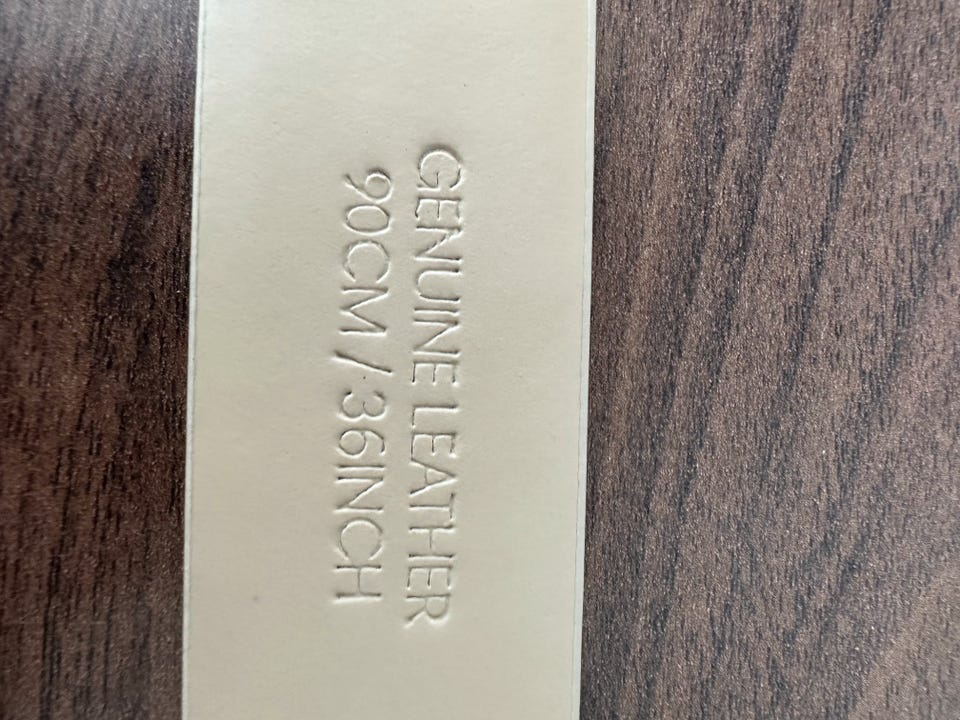 GENUINE LEATHER
90CM / 36INCH